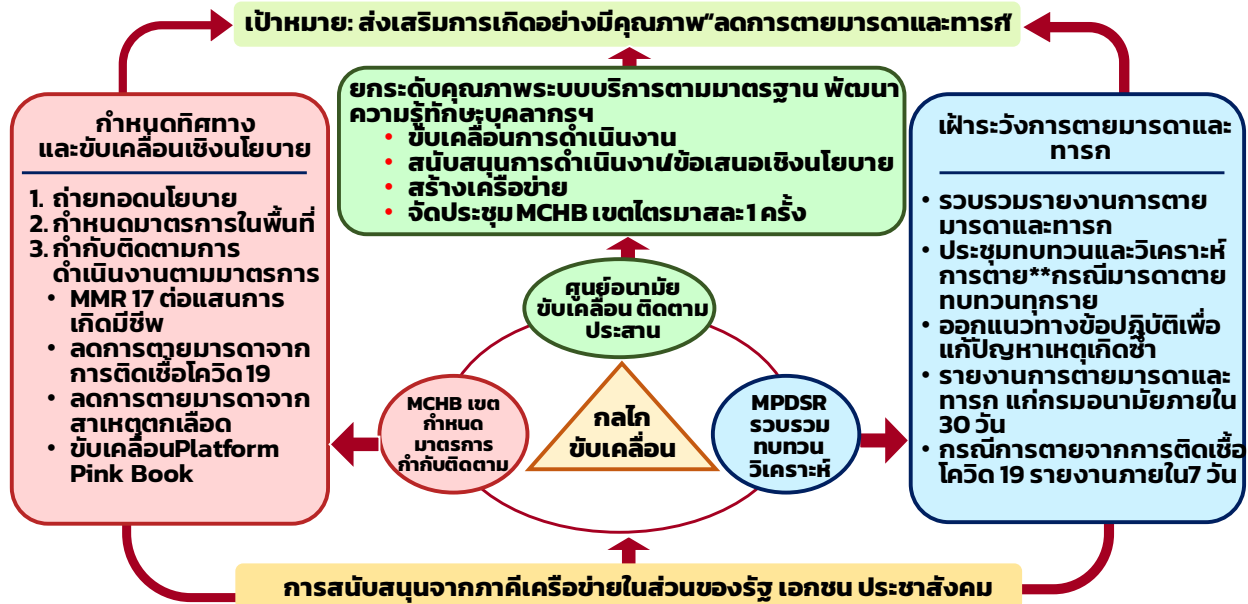 เป้าหมาย: ส่งเสริมการเกิดอย่างมีคุณภาพ“ลดการตายมารดาและทารก”
กำหนดทิศทาง
และขับเคลื่อนเชิงนโยบาย
1. ถ่ายทอดนโยบาย
2. กำหนดมาตรการในพื้นที่
3. กำกับติดตามการ
ดำเนินงานตามมาตรการ
• MMR 17 ต่อแสนการ
เกิดมีชีพ
• ลดการตายมารดาจาก
การติดเชื้อโควิด 19
• ลดการตายมารดาจาก
สาเหตุตกเลือด
• ขับเคลื่อนPlatform
Pink Book
ยกระดับคุณภาพระบบบริการตามมาตรฐาน พัฒนา
ความรู้ทักษะบุคลากรฯ
• ขับเคลื่อนการดำเนินงาน
• สนับสนุนการดำเนินงาน/ข้อเสนอเชิงนโยบาย
• สร้างเครือข่าย
• จัดประชุม MCHB เขตไตรมาสละ 1 ครั้ง
ศูนย์อนามัย
ขับเคลื่อน ติดตาม
ประสาน
MCHB เขต
กำหนด
มาตรการ
กำกับติดตาม
กลไก
ขับเคลื่อน
MPDSR
รวบรวม
ทบทวน
วิเคราะห์
เฝ้าระวังการตายมารดาและ
ทารก
• รวบรวมรายงานการตาย
มารดาและทารก
• ประชุมทบทวนและวิเคราะห์
การตาย**กรณีมารดาตาย
ทบทวนทุกราย
• ออกแนวทางข้อปฏิบัติเพื่อ
แก้ปัญหาเหตุเกิดซ้ำ
• รายงานการตายมารดาและ
ทารก แก่กรมอนามัยภายใน
30 วัน
• กรณีการตายจากการติดเชื้อ
โควิด 19 รายงานภายใน7 วัน
การสนับสนุนจากภาคีเครือข่ายในส่วนของรัฐ เอกชน ประชาสังคม